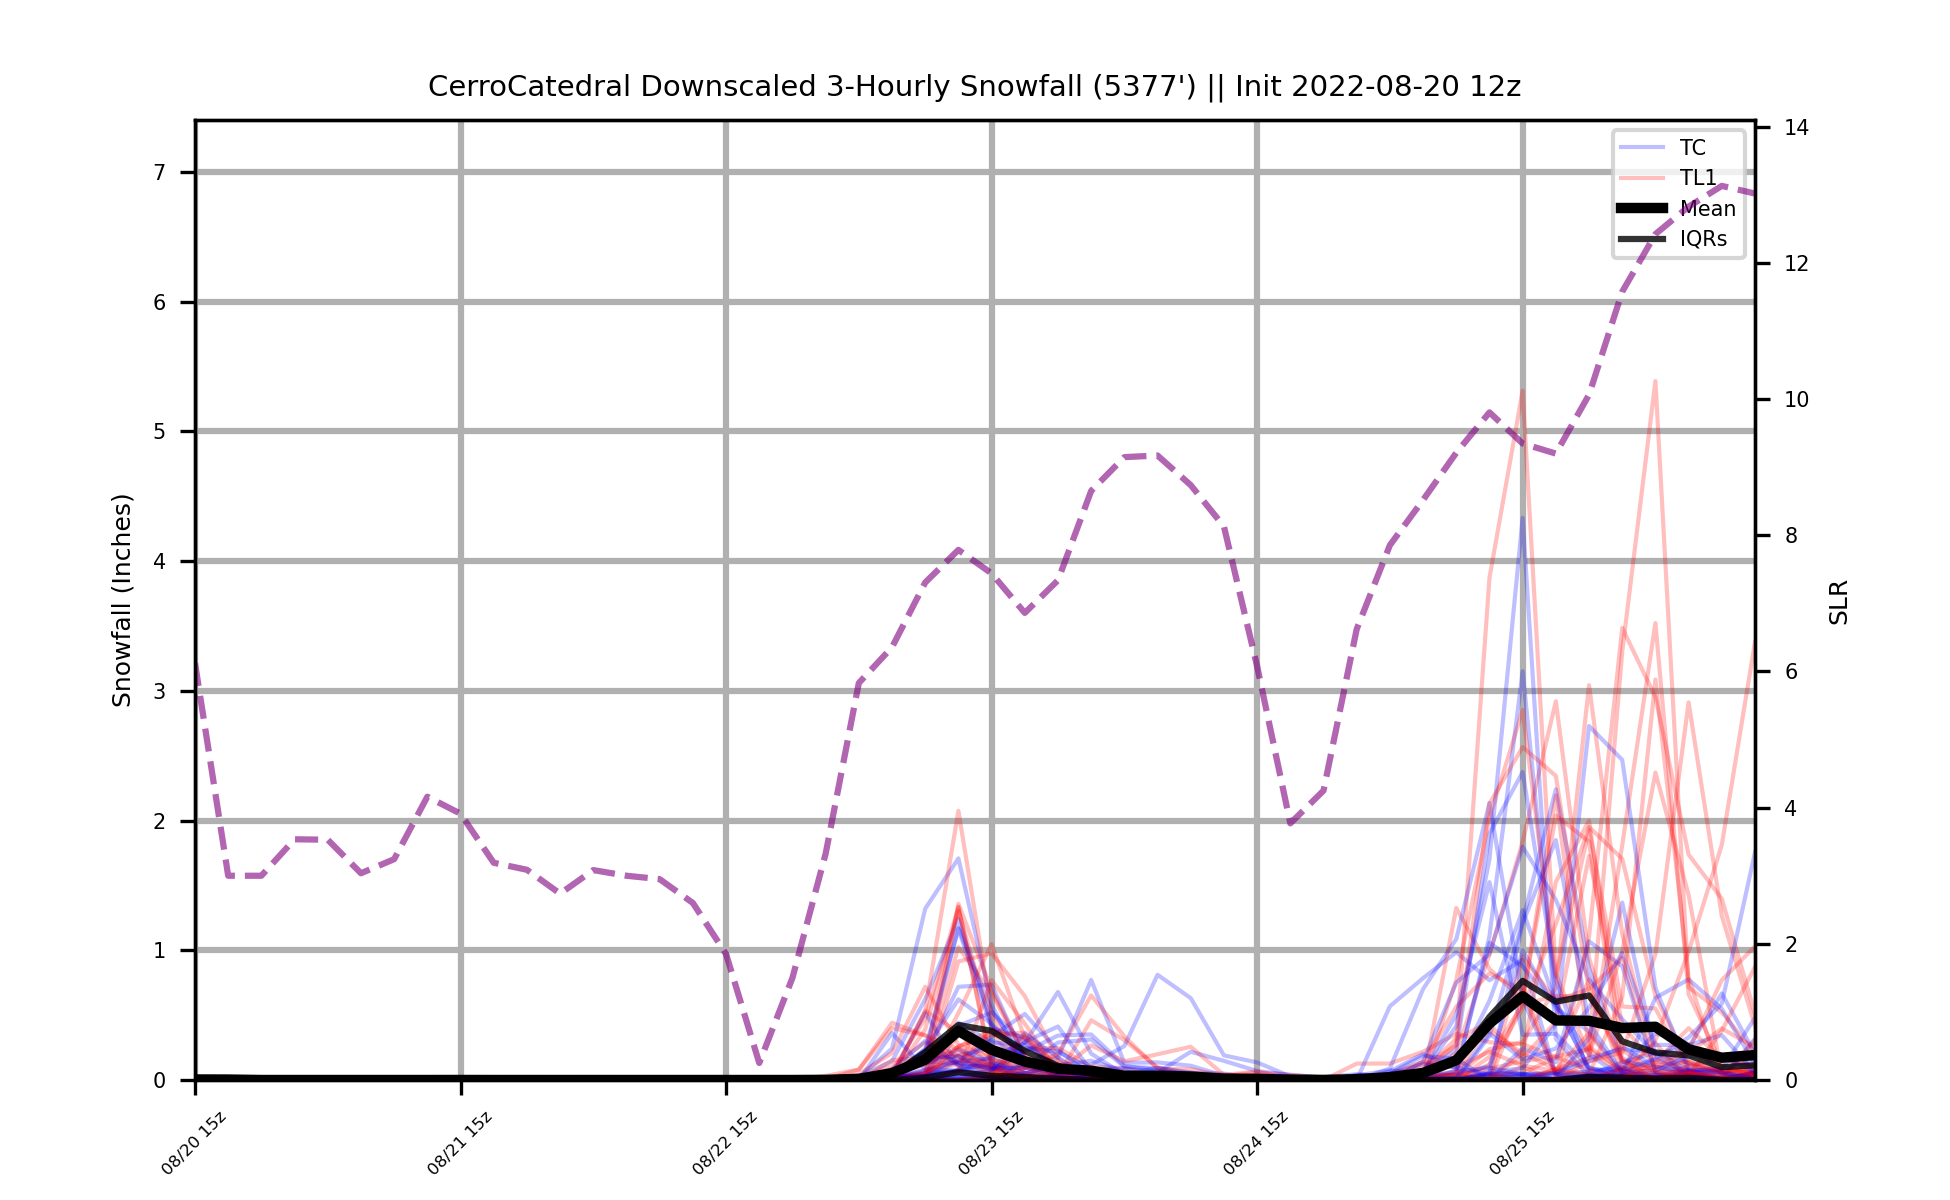 CerroCatedral Downscaled 3-Hourly Snowfall (5377') || Init 2022-08-20 12z
TC
TL1
Mean
IQRs
7
6
5
4
3
2
1
0
Snowfall (Inches)
14
12
10
8
6
4
2
0
SLR
08/20 15z
08/21 15z
08/22 15z
08/23 15z
08/24 15z
08/25 15z